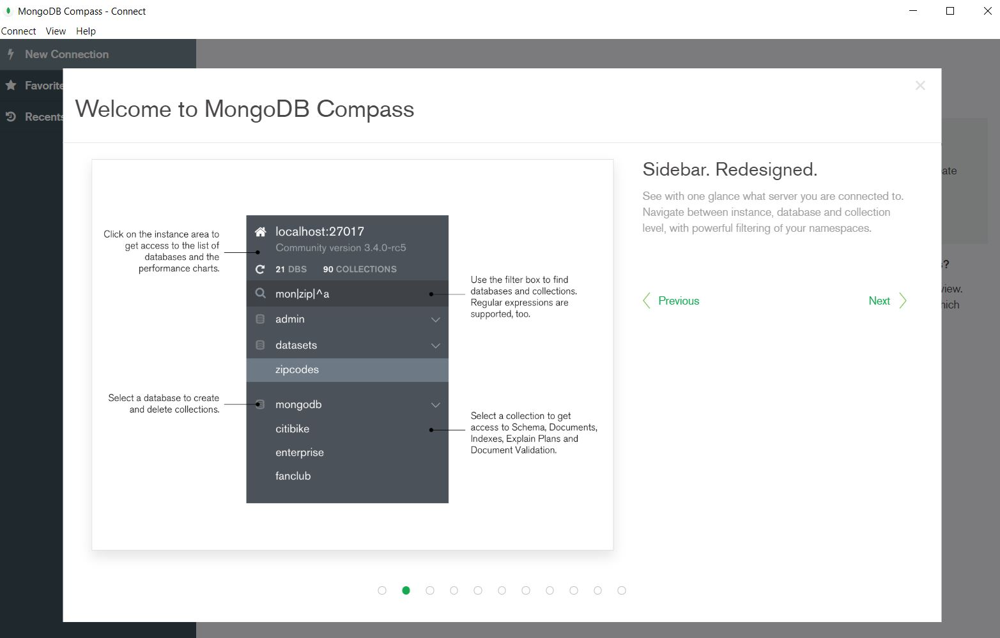 MongoDB Compass - Connect
Connect View Help
New Connection
Favorite
Recents
Welcome to MongoDB Compass
Click on the instance area to
get access to the list of
databases and the
performance charts.
localhost:27017
Community version 3.4.0-rc5
21 DBS 90 COLLECTIONS
mon|zip|^a
admin
datasets
zipcodes
mongodb
citibike
enterprise
fanclub
Use the filter box to find
databases and collections.
Regular expressions are
supported, too.
Select a database to create
and delete collections.
Select a collection to get
access to Schema, Documents,
Indexes, Explain Plans and
Document Validation.
Sidebar. Redesigned.
See with one glance what server you are connected to.
Navigate between instance, database and collection
level, with powerful filtering of your namespaces.
Previous
Next